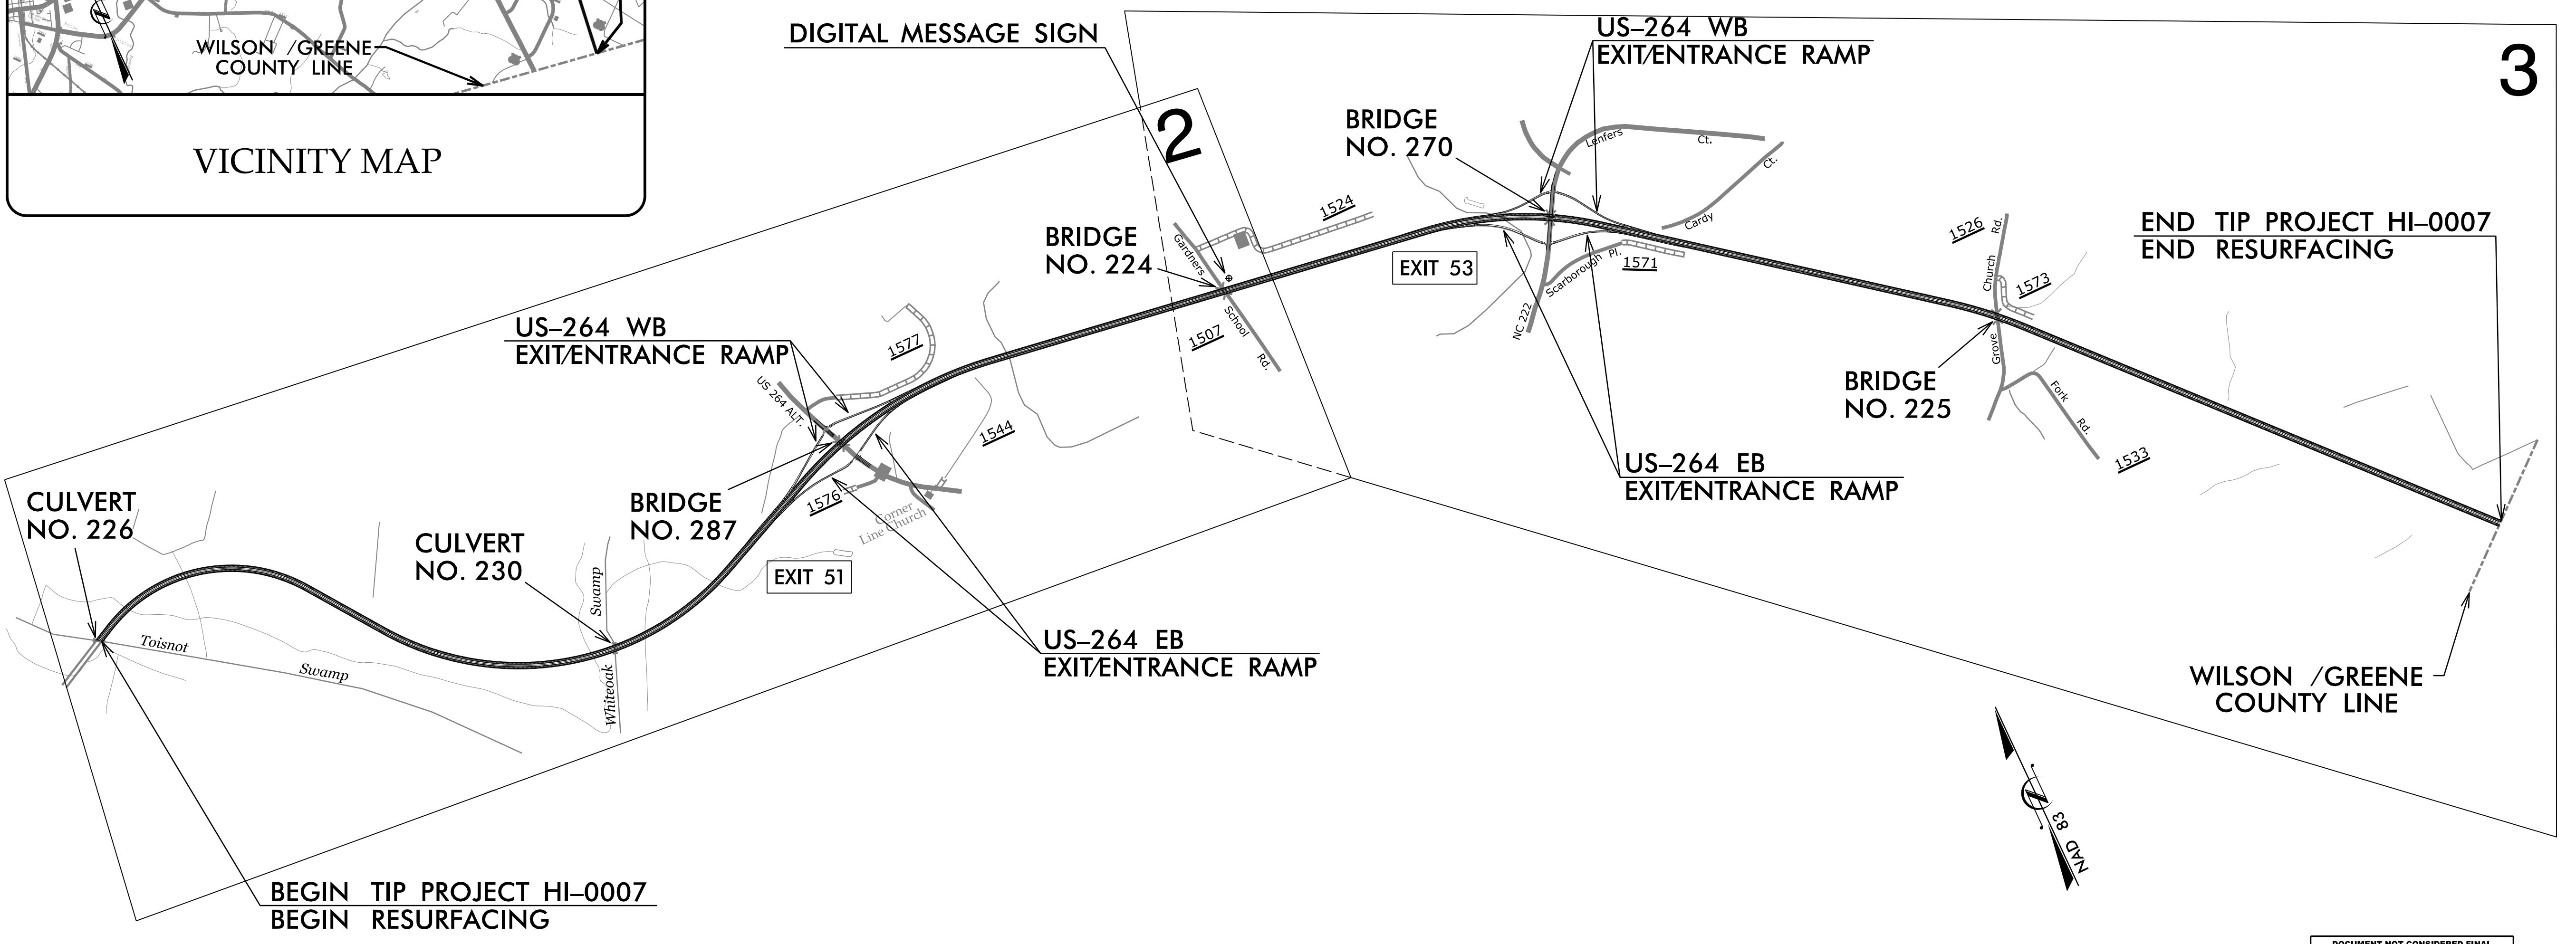 WILSON /GREENE
COUNTY LINE
VICINITY MAP
DIGITAL MESSAGE SIGN
US–264 WB
EXIT/ENTRANCE RAMP
3
2
BRIDGE
NO. 270
Lenfers Ct.
Cardy Ct.
1524
BRIDGE
NO. 224
Gardners School Rd.
1507
EXIT 53
NC 222
Scarborough Pl.
1571
1526
Church Rd.
Grove
1573
END TIP PROJECT HI–0007
END RESURFACING
US–264 WB
EXIT/ENTRANCE RAMP
1577
US 264 ALT.
1544
BRIDGE
NO. 225
Fork Rd.
1533
US–264 EB
EXIT/ENTRANCE RAMP
CULVERT
NO. 226
CULVERT
NO. 230
BRIDGE
NO. 287
1576
Corner
Line Church
EXIT 51
Toisnot Swamp
Whiteoak Swamp
US–264 EB
EXIT/ENTRANCE RAMP
WILSON /GREENE
COUNTY LINE
NAD 83
BEGIN TIP PROJECT HI–0007
BEGIN RESURFACING
DOCUMENT NOT CONSIDERED FINAL